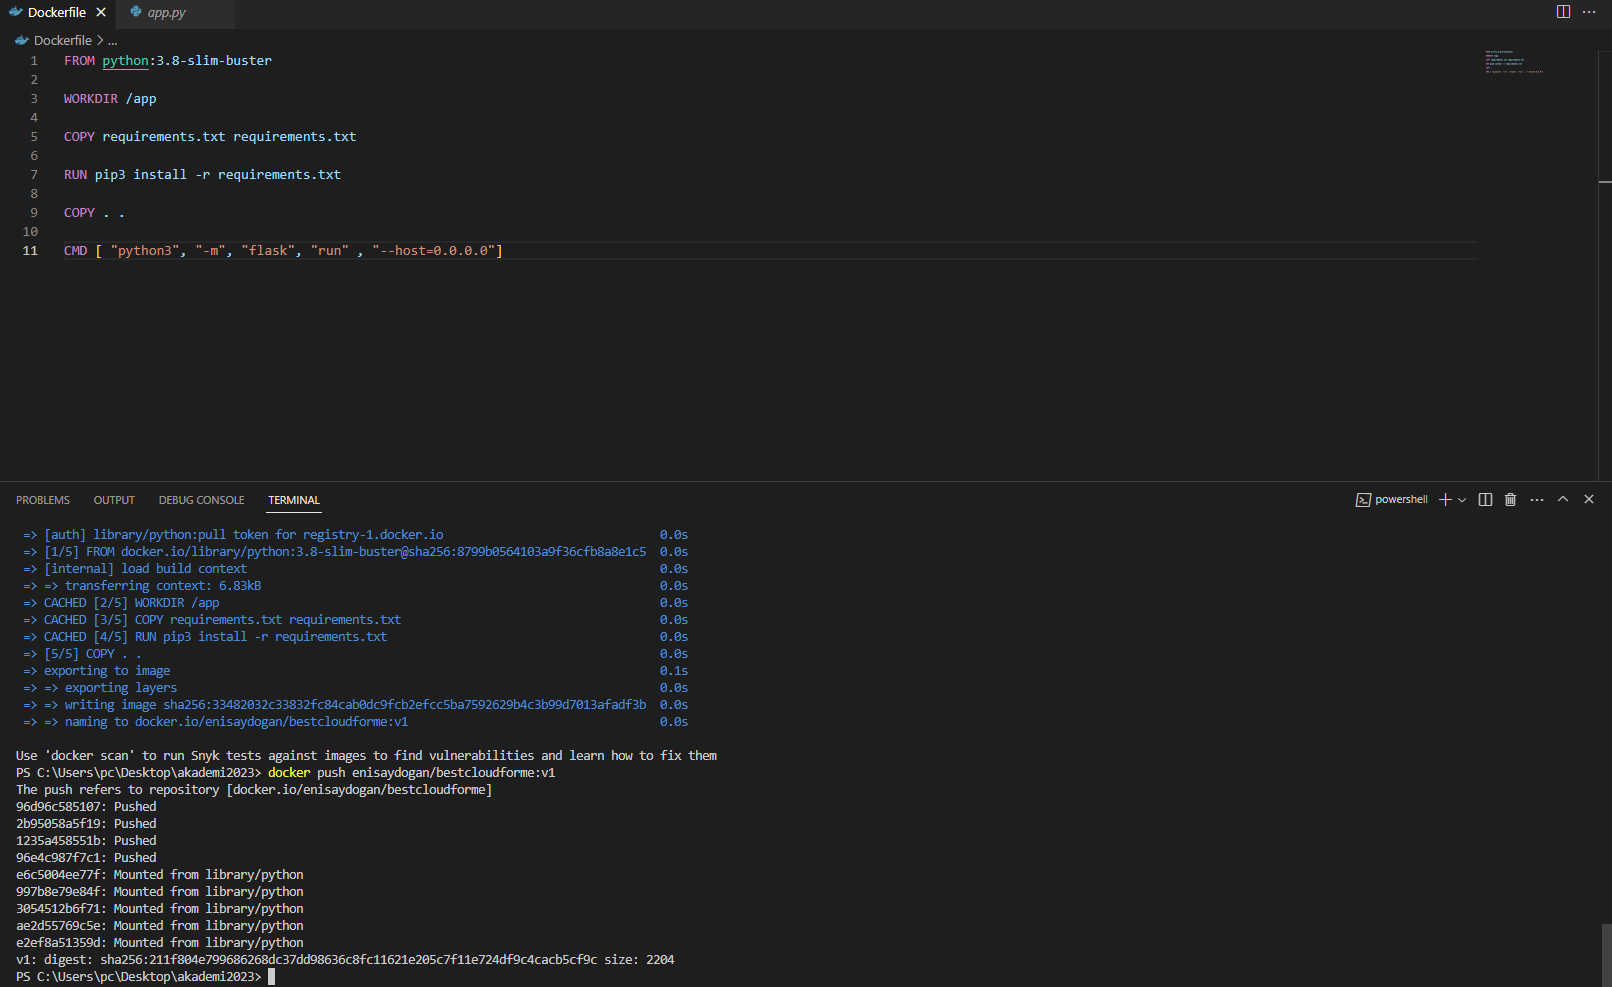 Dockerfile
app.py
Dockerfile > ...
1 FROM python:3.8-slim-buster
2
3 WORKDIR /app
4
5 COPY requirements.txt requirements.txt
6
7 RUN pip3 install -r requirements.txt
8
9 COPY . .
10
11 CMD [ "python3", "-m", "flask", "run" , "--host=0.0.0.0"]
PROBLEMS OUTPUT DEBUG CONSOLE TERMINAL powershell
=> [auth] library/python:pull token for registry-1.docker.io 0.0s
=> [1/5] FROM docker.io/library/python:3.8-slim-buster@sha256:8799b0564103a9f36cfb8a8e1c5 0.0s
=> [internal] load build context 0.0s
=> => transferring context: 6.83kB 0.0s
=> CACHED [2/5] WORKDIR /app 0.0s
=> CACHED [3/5] COPY requirements.txt requirements.txt 0.0s
=> CACHED [4/5] RUN pip3 install -r requirements.txt 0.0s
=> [5/5] COPY . . 0.0s
=> exporting to image 0.1s
=> => exporting layers 0.0s
=> => writing image sha256:33482032c33832fc84cab0dc9fcb2efcc5ba7592629b4c3b99d7013afadf3b 0.0s
=> => naming to docker.io/enisaydogan/bestcloudforme:v1 0.0s
Use 'docker scan' to run Snyk tests against images to find vulnerabilities and learn how to fix them
PS C:\Users\pc\Desktop\akademi2023> docker push enisaydogan/bestcloudforme:v1
The push refers to repository [docker.io/enisaydogan/bestcloudforme]
96d96c585107: Pushed
2b95058a5f19: Pushed
1235a458551b: Pushed
96e4c987f7c1: Pushed
e6c5004ee77f: Mounted from library/python
997b8e79e84f: Mounted from library/python
3054512b6f71: Mounted from library/python
ae2d55769c5e: Mounted from library/python
e2ef8a51359d: Mounted from library/python
v1: digest: sha256:211f804e799686268dc37dd98636c8fc11621e205c7f11e724df9c4cacb5cf9c size: 2204
PS C:\Users\pc\Desktop\akademi2023>